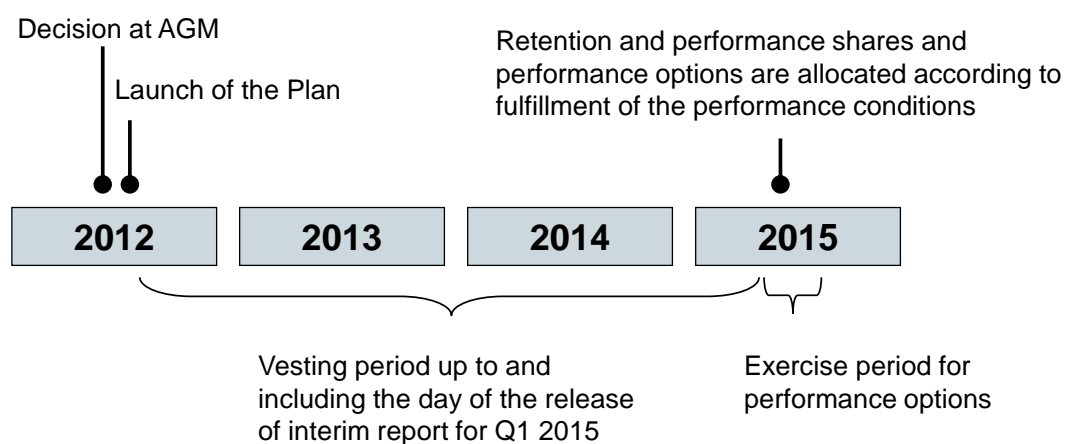 Decision at AGM
Launch of the Plan
Retention and performance shares and
performance options are allocated according to
fulfillment of the performance conditions
2012
2013
2014
2015
Vesting period up to and
including the day of the release
of interim report for Q1 2015
Exercise period for
performance options